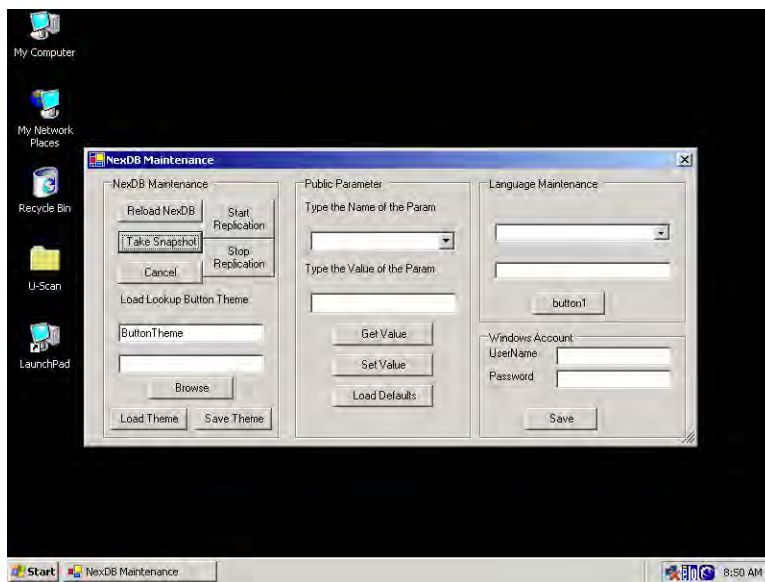 My Computer
My Network
Places
Recycle Bin
U-Scan
LaunchPad
NexDB Maintenance
NexDB Maintenance
Reload NexDB
Start
Replication
Take Snapshot
Stop
Replication
Cancel
Load Lookup Button Theme
ButtonTheme
Browse
Load Theme
Save Theme
Public Parameter
Type the Name of the Param
Type the Value of the Param
Get Value
Set Value
Load Defaults
Language Maintenance
button1
Windows Account
UserName
Password
Save
Start
NexDB Maintenance
8:50 AM